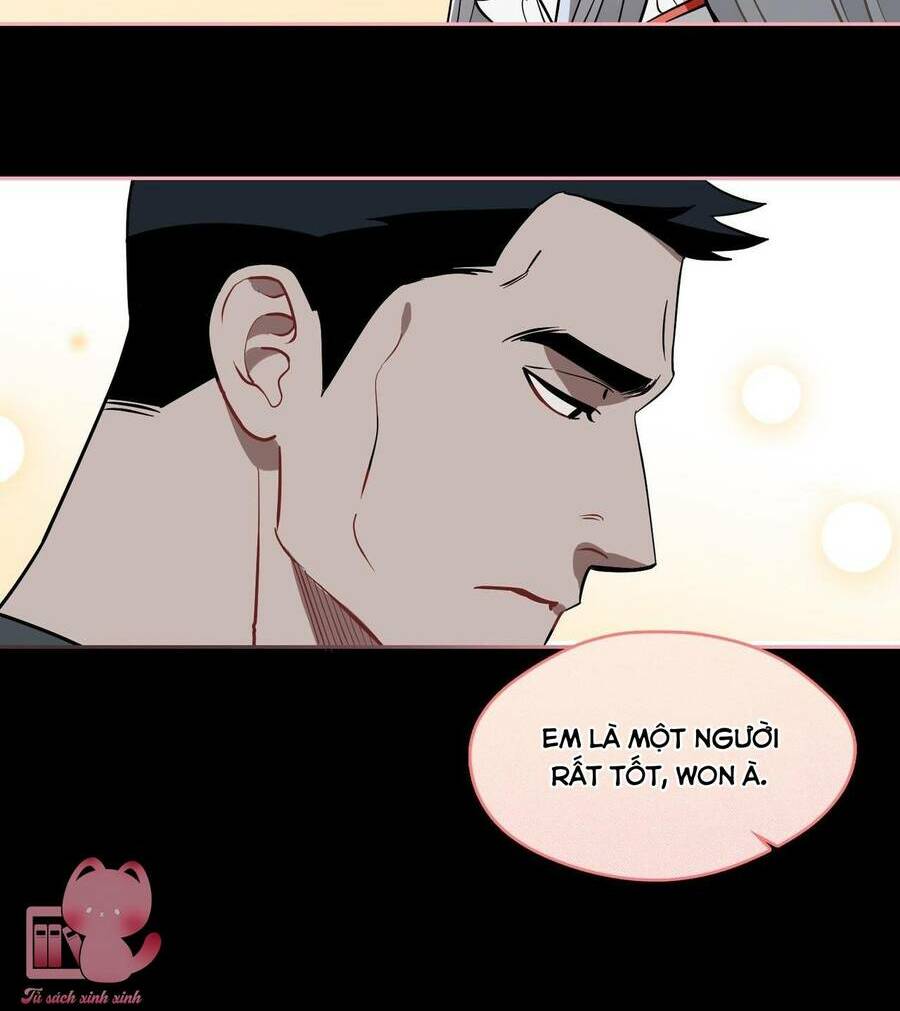 EM LÀ MỘT NGƯỜI
RẤT TỐT, WON À.
Tủ sách xinh xinh